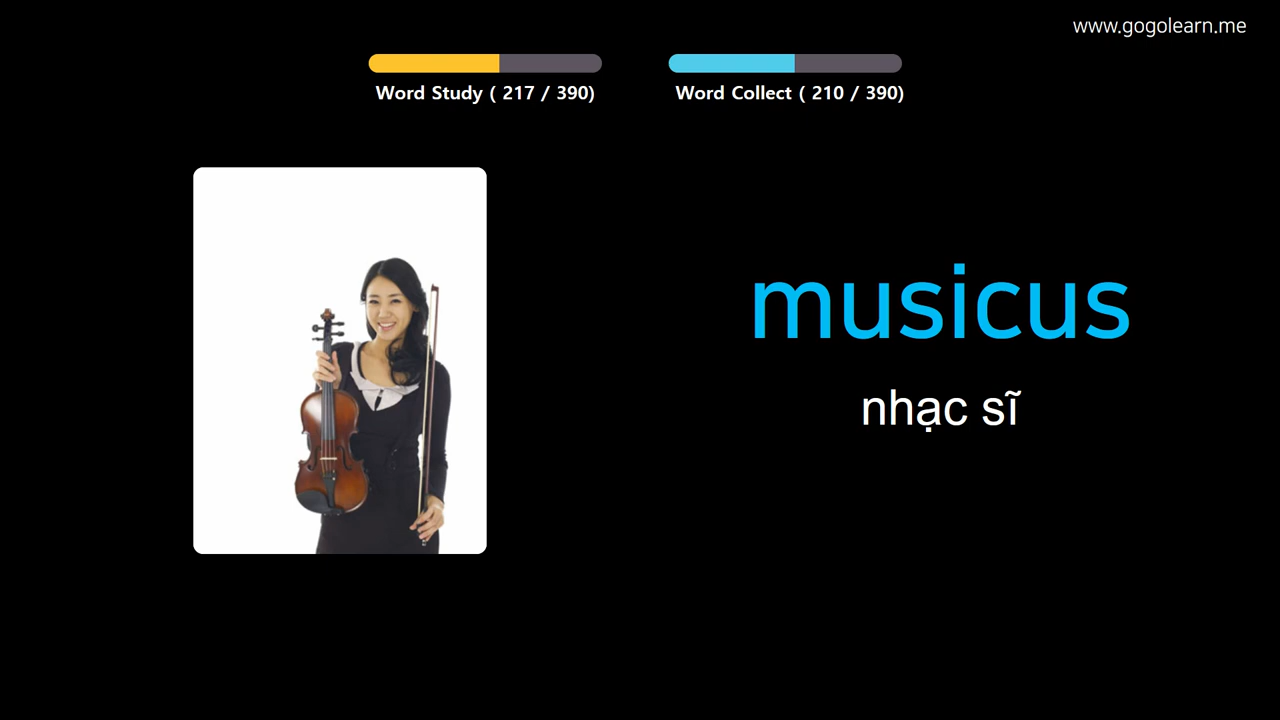 www.gogolearn.me
Word Study ( 217 / 390)
Word Collect ( 210 / 390)
musicus
nhạc sĩ